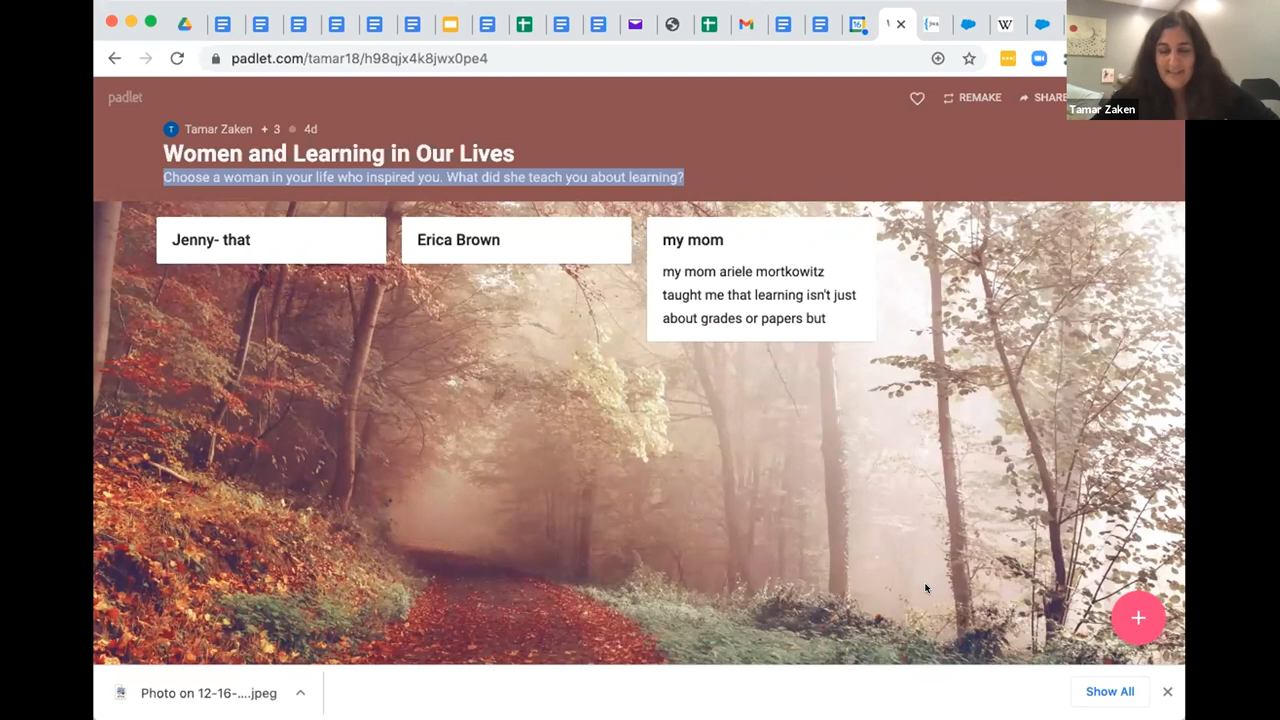 padlet.com/tamar18/h98qjx4k8jwx0pe4
Tamar Zaken
padlet
REMAKE
SHARE
Tamar Zaken + 3 4d
Women and Learning in Our Lives
Choose a woman in your life who inspired you. What did she teach you about learning?
Jenny- that
Erica Brown
my mom
my mom ariele mortkowitz
taught me that learning isn't just
about grades or papers but
Photo on 12-16-....jpeg
Show All